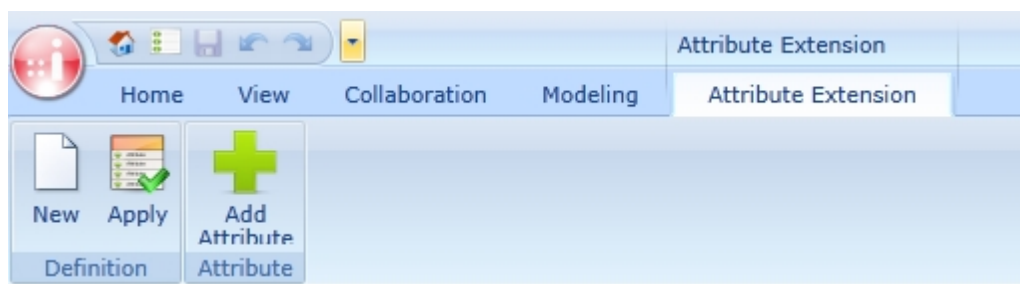 Attribute Extension
Home View Collaboration Modeling Attribute Extension
New Apply Add
Attribute
Definition Attribute